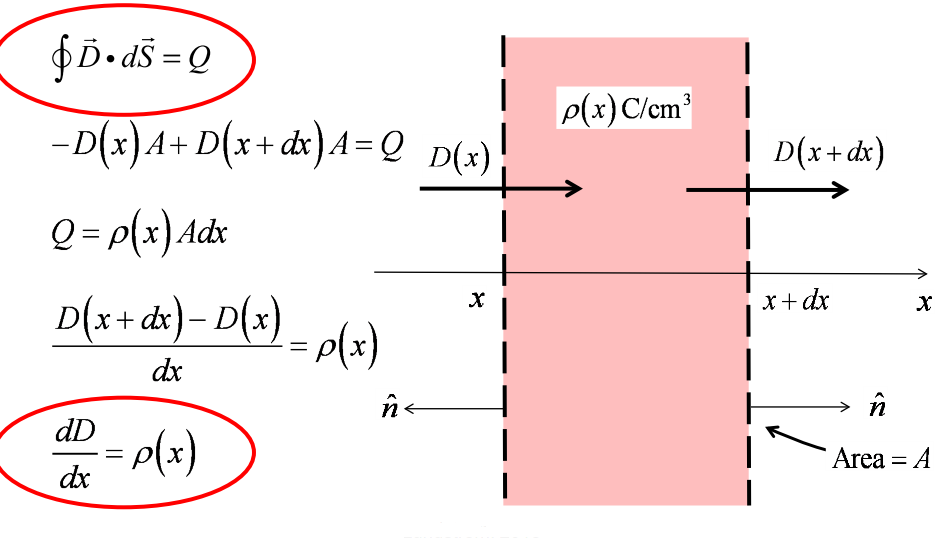 ∮ D⃗ • dS⃗ = Q
−D(x) A + D(x + dx) A = Q
Q = ρ(x) Adx
D(x + dx) − D(x)
dx
= ρ(x)
dD
dx
= ρ(x)
ρ(x) C/cm³
D(x)
D(x + dx)
x
x + dx
x
n̂
n̂
Area = A